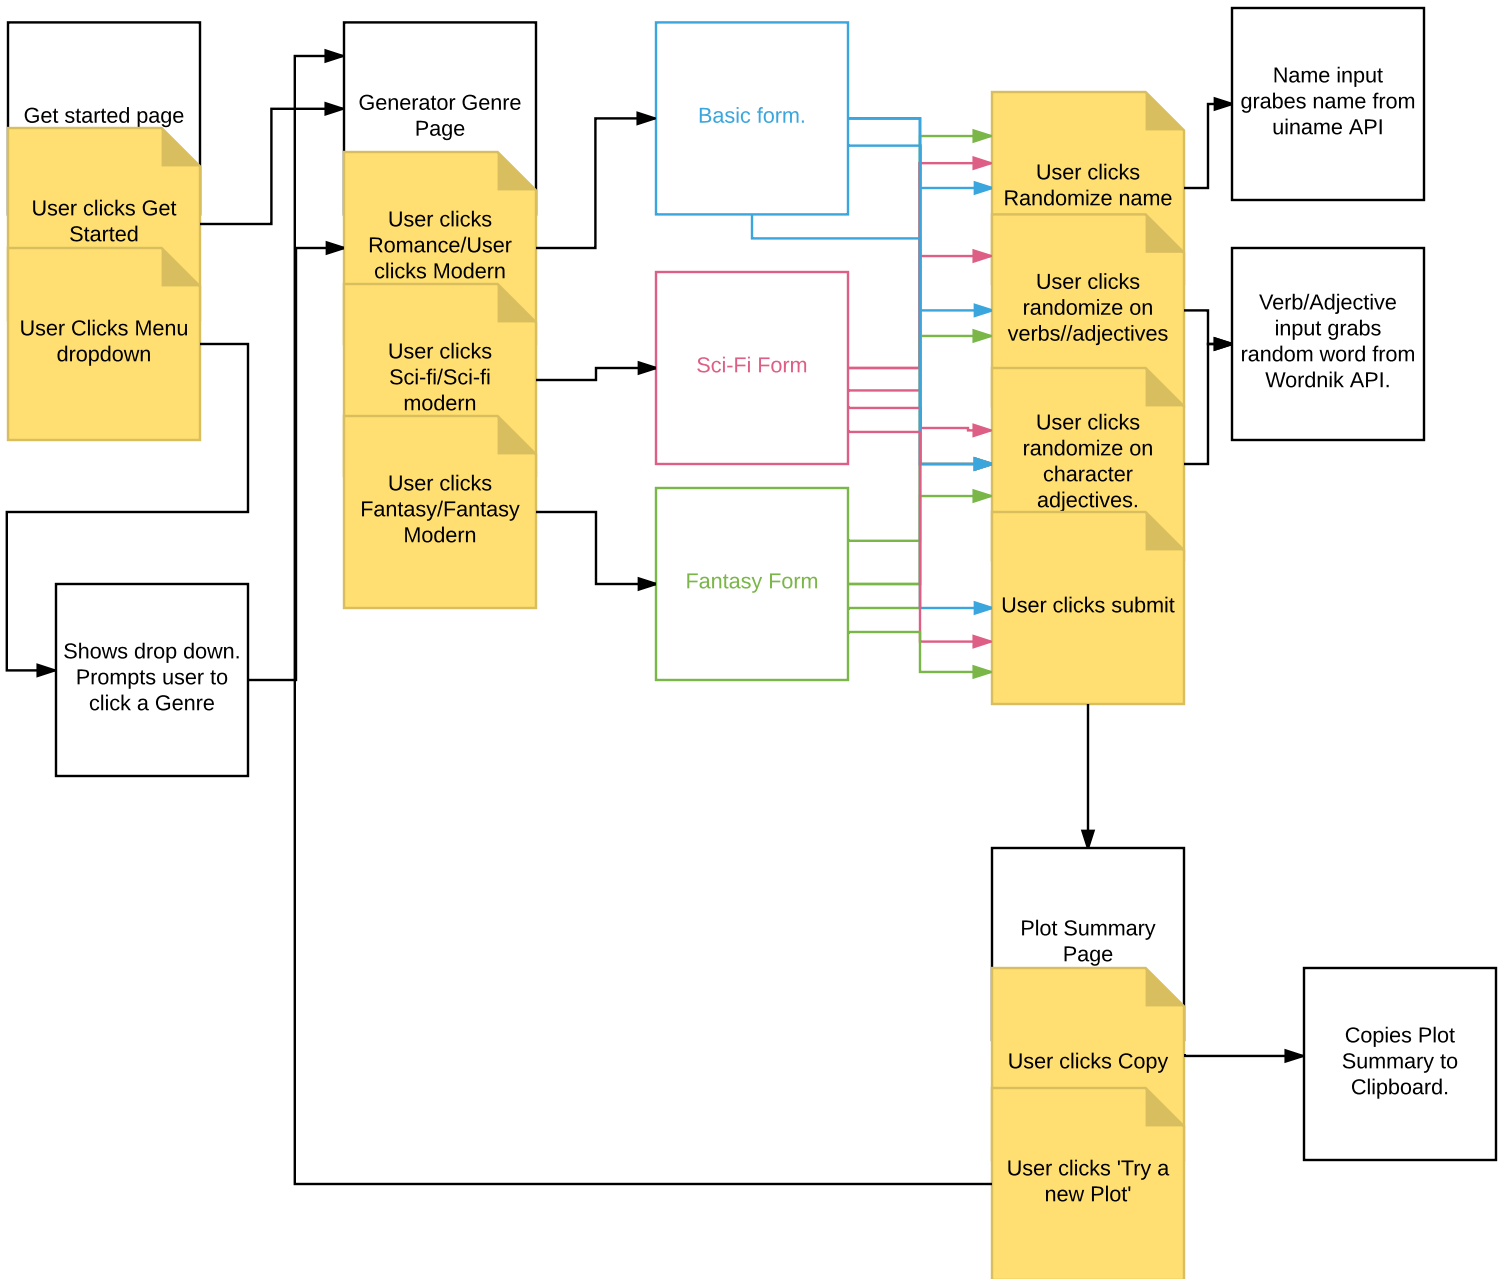 Get started page
User clicks Get
Started
User Clicks Menu
dropdown
Shows drop down.
Prompts user to
click a Genre
Generator Genre
Page
User clicks
Romance/User
clicks Modern
User clicks
Sci-fi/Sci-fi
modern
User clicks
Fantasy/Fantasy
Modern
Basic form.
Sci-Fi Form
Fantasy Form
User clicks
Randomize name
User clicks
randomize on
verbs//adjectives
User clicks
randomize on
character
adjectives.
User clicks submit
Name input
grabes name from
uiname API
Verb/Adjective
input grabs
random word from
Wordnik API.
Plot Summary
Page
User clicks Copy
User clicks 'Try a
new Plot'
Copies Plot
Summary to
Clipboard.